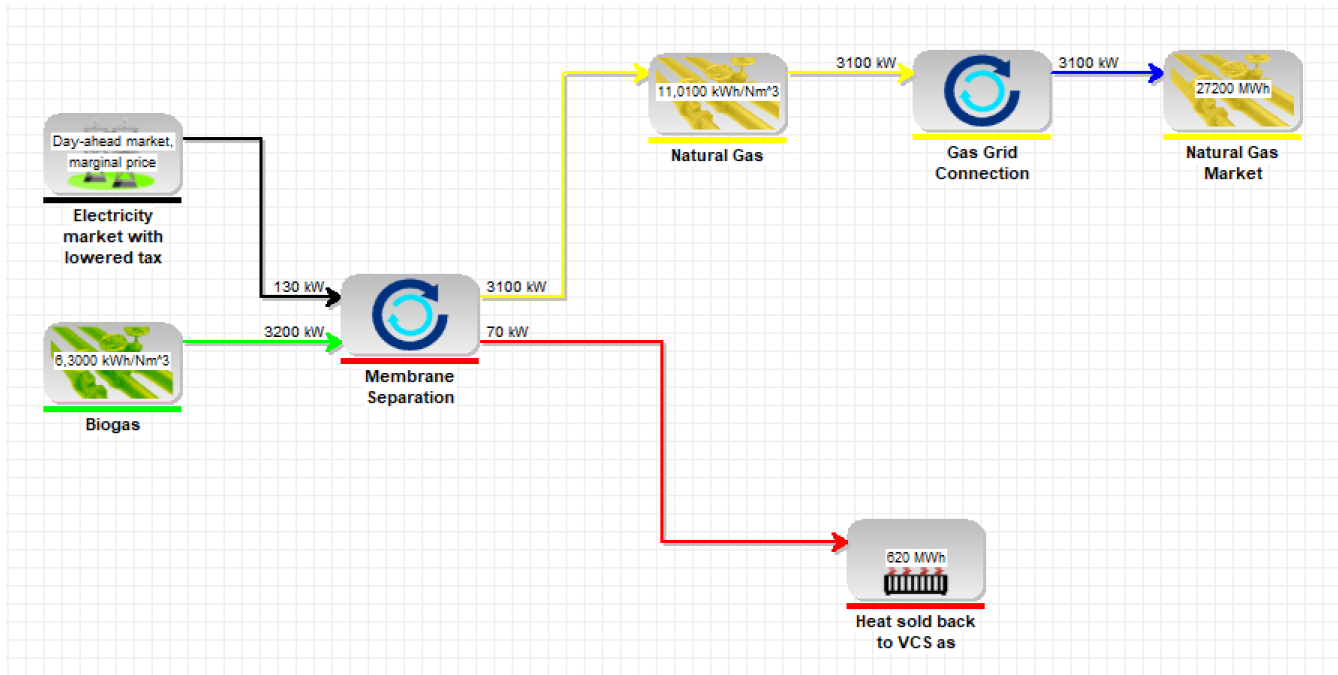 3100 kW
3100 kW
11,0100 kWh/Nm^3
27200 MWh
Natural Gas
Gas Grid
Connection
Natural Gas
Market
Day-ahead market,
marginal price
Electricity
market with
lowered tax
130 kW
3100 kW
3200 kW
70 kW
6,3000 kWh/Nm^3
Membrane
Separation
Biogas
620 MWh
Heat sold back
to VCS as